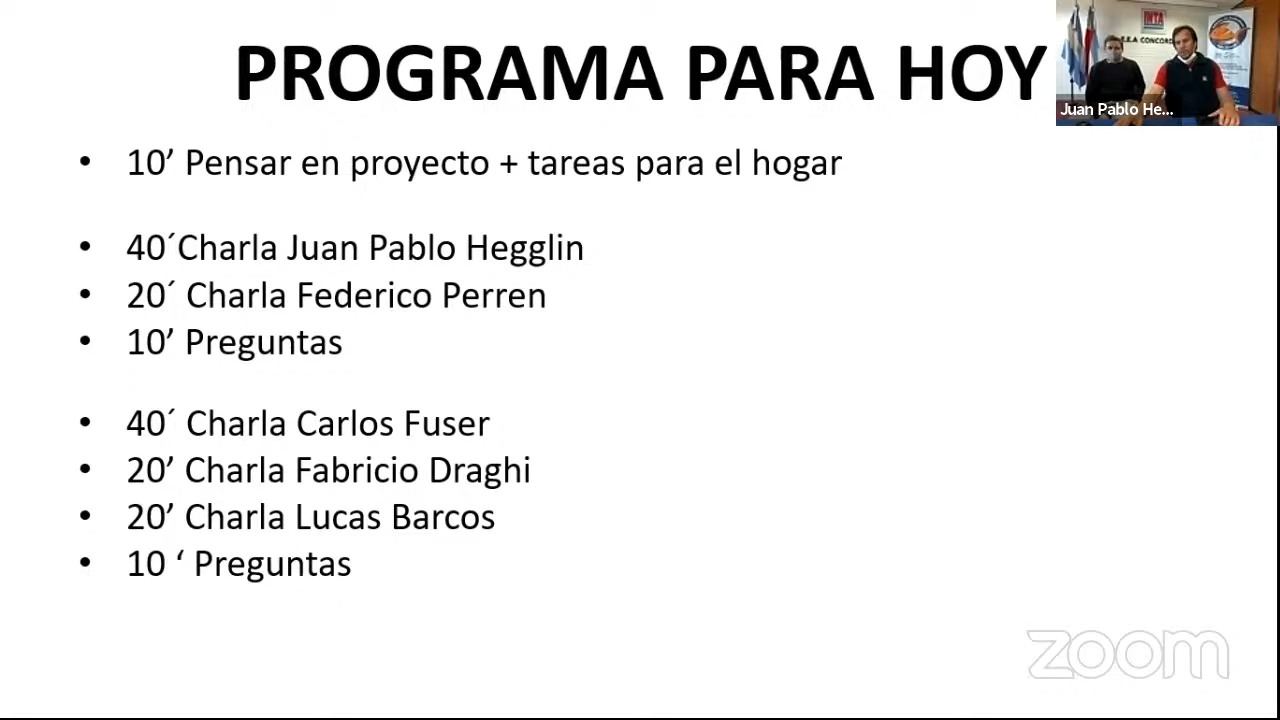 PROGRAMA PARA HOY
INTA
E.E.A CONCORD
Juan Pablo He...
• 10’ Pensar en proyecto + tareas para el hogar
• 40´Charla Juan Pablo Hegglin
• 20´ Charla Federico Perren
• 10’ Preguntas
• 40´ Charla Carlos Fuser
• 20’ Charla Fabricio Draghi
• 20’ Charla Lucas Barcos
• 10 ‘ Preguntas
zoom